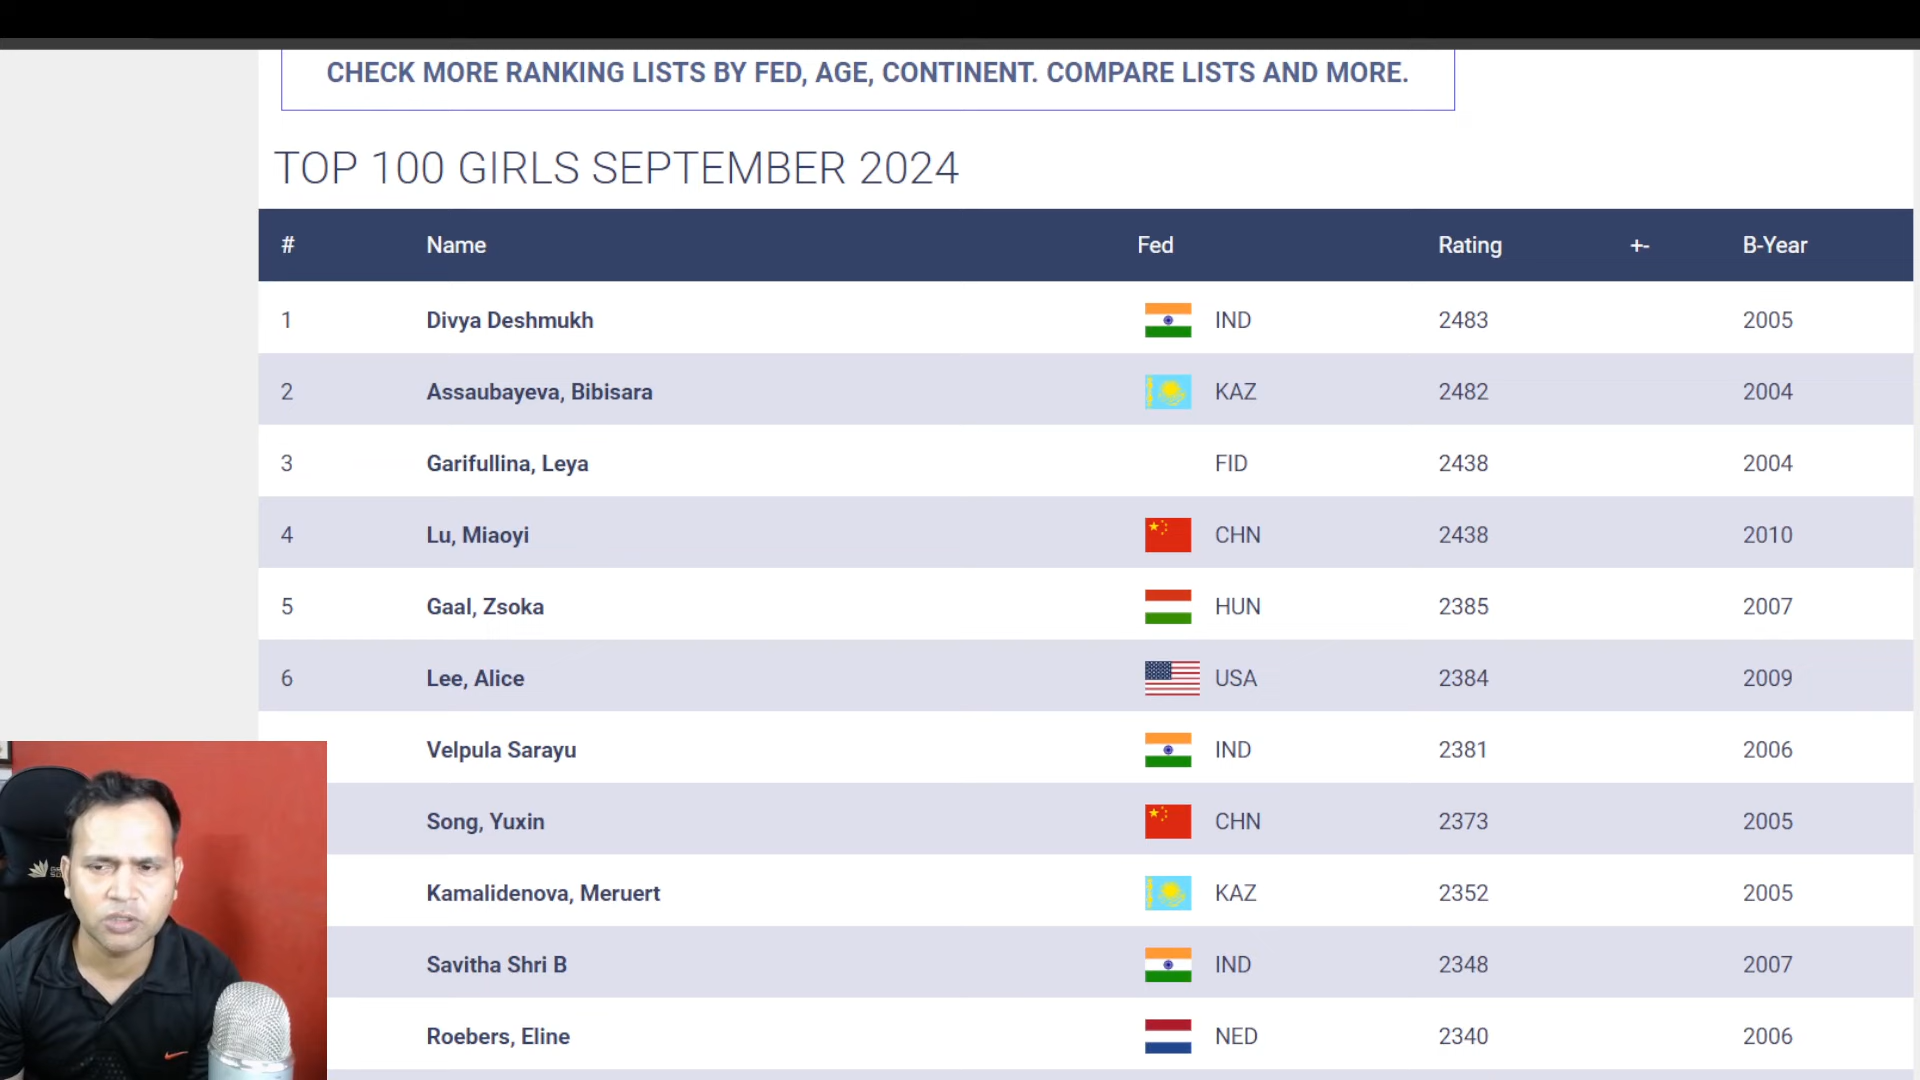 CHECK MORE RANKING LISTS BY FED, AGE, CONTINENT. COMPARE LISTS AND MORE.
TOP 100 GIRLS SEPTEMBER 2024
# Name Fed Rating +- B-Year
1 Divya Deshmukh IND 2483 2005
2 Assaubayeva, Bibisara KAZ 2482 2004
3 Garifullina, Leya FID 2438 2004
4 Lu, Miaoyi CHN 2438 2010
5 Gaal, Zsoka HUN 2385 2007
6 Lee, Alice USA 2384 2009
Velpula Sarayu IND 2381 2006
Song, Yuxin CHN 2373 2005
Kamalidenova, Meruert KAZ 2352 2005
Savitha Shri B IND 2348 2007
Roebers, Eline NED 2340 2006